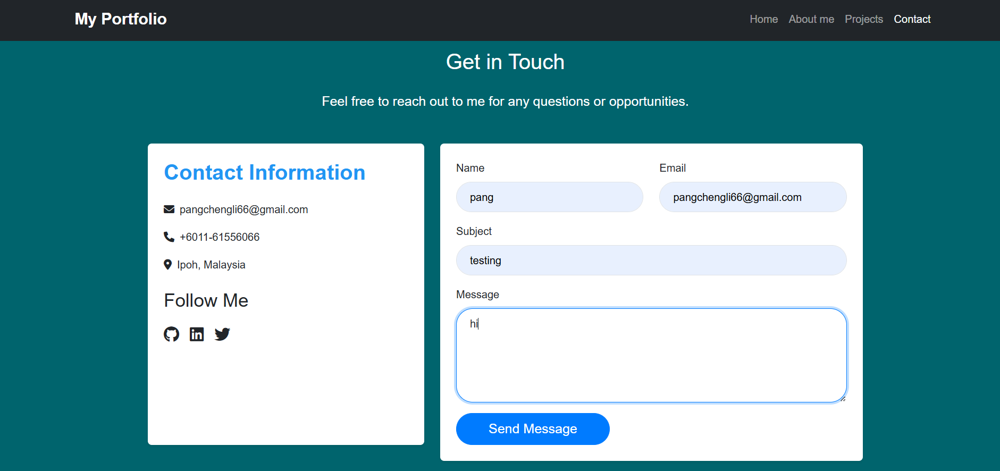 My Portfolio
Home About me Projects Contact
Get in Touch
Feel free to reach out to me for any questions or opportunities.
Contact Information
pangchengli66@gmail.com
+6011-61556066
Ipoh, Malaysia
Follow Me
Name Email
pang pangchengli66@gmail.com
Subject
testing
Message
hi
Send Message